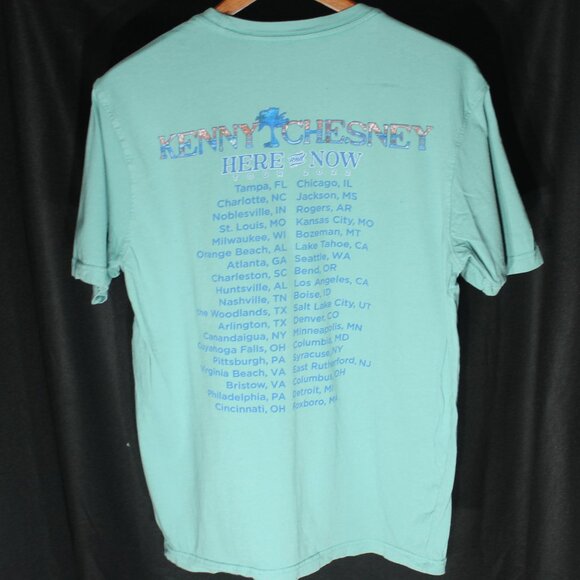 KENNY CHESNEY
HERE and NOW
TOUR 2022
Tampa, FL Chicago, IL
Charlotte, NC Jackson, MS
Noblesville, IN Rogers, AR
St. Louis, MO Kansas City, MO
Milwaukee, WI Bozeman, MT
Orange Beach, AL Lake Tahoe, CA
Atlanta, GA Seattle, WA
Charleston, SC Bend, OR
Huntsville, AL Los Angeles, CA
Nashville, TN Boise, ID
The Woodlands, TX Salt Lake City, UT
Arlington, TX Denver, CO
Canandaigua, NY Minneapolis, MN
Cuyahoga Falls, OH Columbia, MD
Pittsburgh, PA Syracuse, NY
Virginia Beach, VA East Rutherford, NJ
Bristow, VA Columbus, OH
Philadelphia, PA Detroit, MI
Cincinnati, OH Foxboro, MA